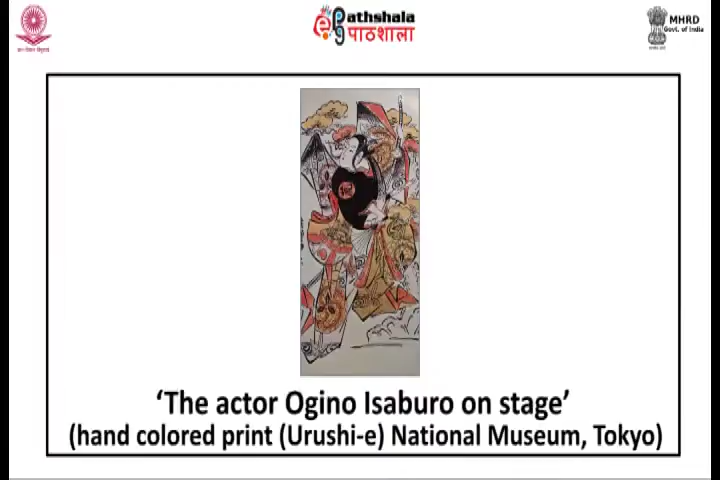 Pathshala
पाठशाला
MHRD
Govt. of India
‘The actor Ogino Isaburo on stage’
(hand colored print (Urushi-e) National Museum, Tokyo)